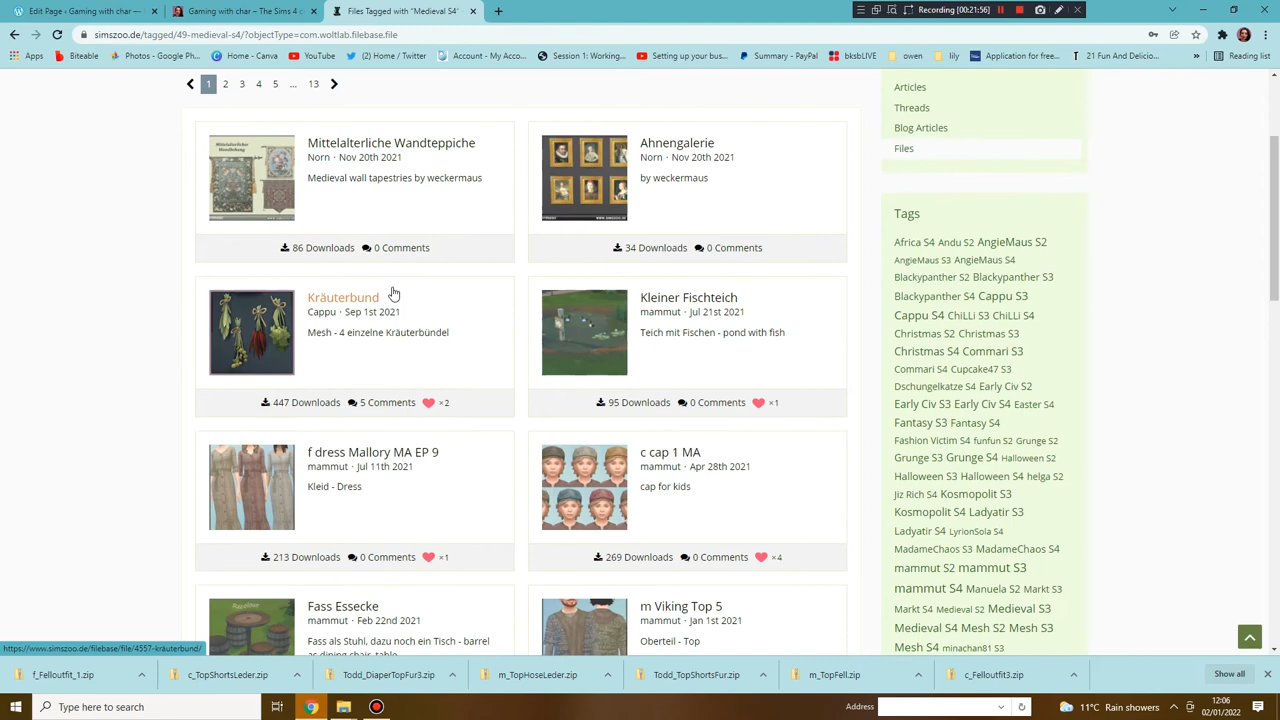 Edit Page ‹ Gaming with char —
Gaming with char – The Sims 4 c
Files Tagged with "Medieval S4"
Recording (00:21:56)
simszoo.de/tagged/49-medieval-s4/?objectType=com.woltlab.filebase.file
Apps
Biteable
Home - Canva
YouTube
(2) Home / Twitter
Account - My Acco...
Session 1: Working...
Setting up your bus...
Summary - PayPal
bksbLIVE
owen
lily
Application for free...
21 Fun And Delicio...
Reading list
1 2 3 4 5 ... 13
Articles
Threads
Blog Articles
Files
Mittelalterliche Wandteppiche
Norn · Nov 20th 2021
Medieval wall tapestries by weckermaus
86 Downloads 0 Comments
Ahnengalerie
Norn · Nov 20th 2021
by weckermaus
34 Downloads 0 Comments
Kräuterbund
Cappu · Sep 1st 2021
Mesh - 4 einzelne Kräuterbündel
447 Downloads 5 Comments ×2
Kleiner Fischteich
mammut · Jul 21st 2021
Teich mit Fischen - pond with fish
95 Downloads 0 Comments ×1
f dress Mallory MA EP 9
mammut · Jul 11th 2021
Kleid - Dress
213 Downloads 0 Comments ×1
c cap 1 MA
mammut · Apr 28th 2021
cap for kids
269 Downloads 0 Comments ×4
Fass Essecke
mammut · Feb 22nd 2021
Fass als Stuhl, dazu noch ein Tisch - barrel
as dining chair, table
m Viking Top 5
mammut · Jan 1st 2021
Oberteil - Top
Tags
Africa S4 Andu S2 AngieMaus S2
AngieMaus S3 AngieMaus S4
Blackypanther S2 Blackypanther S3
Blackypanther S4 Cappu S3
Cappu S4 ChiLLi S3 ChiLLi S4
Christmas S2 Christmas S3
Christmas S4 Commari S3
Commari S4 Cupcake47 S3
Dschungelkatze S4 Early Civ S2
Early Civ S3 Early Civ S4 Easter S4
Fantasy S3 Fantasy S4
Fashion Victim S4 funfun S2 Grunge S2
Grunge S3 Grunge S4 Halloween S2
Halloween S3 Halloween S4 helga S2
Jiz Rich S4 Kosmopolit S3
Kosmopolit S4 Ladyatir S3
Ladyatir S4 LyrionSola S4
MadameChaos S3 MadameChaos S4
mammut S2 mammut S3
mammut S4 Manuela S2 Markt S3
Markt S4 Medieval S2 Medieval S3
Medieval S4 Mesh S2 Mesh S3
Mesh S4 minachan81 S3
https://www.simszoo.de/filebase/file/4557-kräuterbund/
f_Felloutfit_1.zip
c_TopShortsLeder.zip
Todd_DiaperTopFur3.zip
m_TopHoseLeder.zip
Todd_TopShortsFur.zip
m_TopFell.zip
c_Felloutfit3.zip
Show all
Type here to search
Address
11°C Rain showers
12:06
02/01/2022